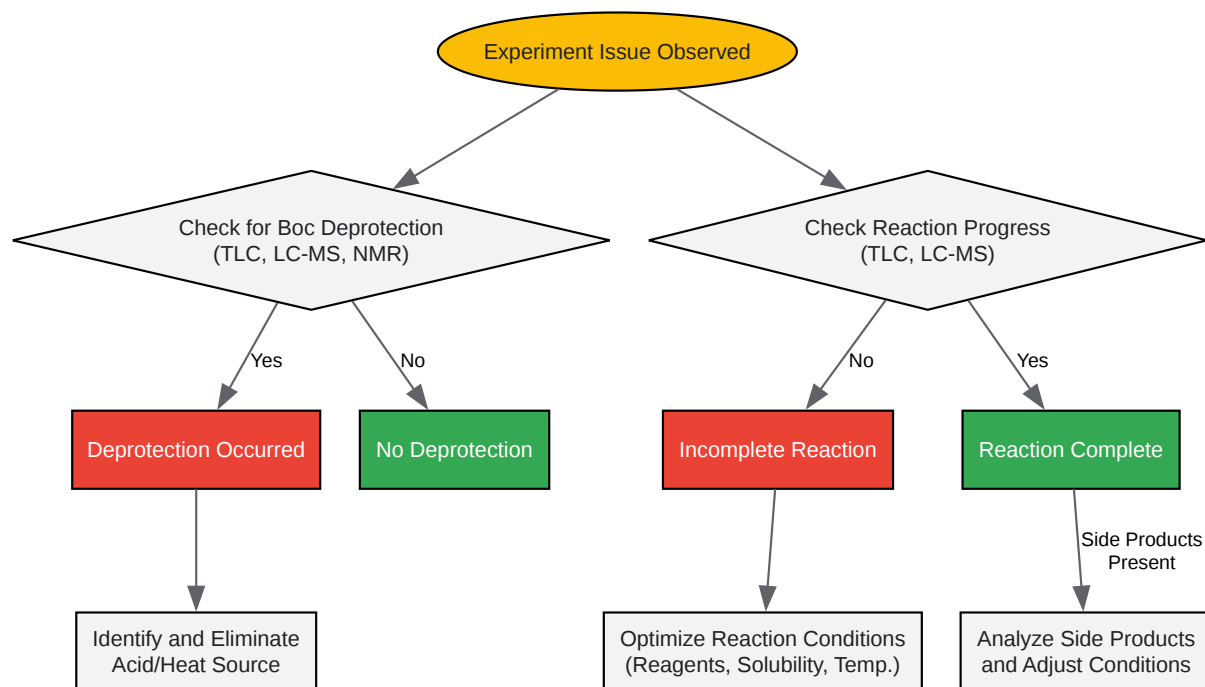 Experiment Issue Observed
Check for Boc Deprotection
(TLC, LC-MS, NMR)
Check Reaction Progress
(TLC, LC-MS)
Yes
No
No
Yes
Deprotection Occurred
No Deprotection
Incomplete Reaction
Reaction Complete
Side Products
Present
Identify and Eliminate
Acid/Heat Source
Optimize Reaction Conditions
(Reagents, Solubility, Temp.)
Analyze Side Products
and Adjust Conditions